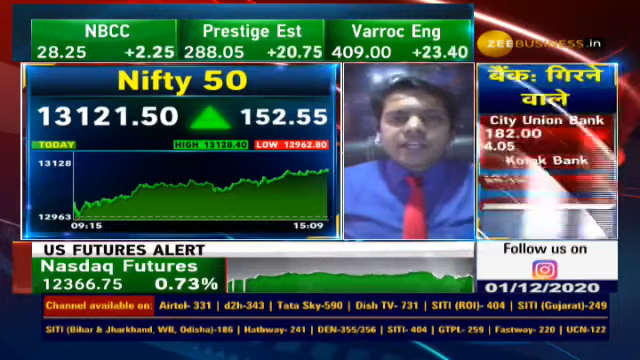 NBCC
28.25 +2.25
Prestige Est
288.05 +20.75
Varroc Eng
409.00 +23.40
ZEEBUSINESS.in
Nifty 50
13121.50 152.55
TODAY HIGH 13128.40 LOW 12962.80
13128
12963
09:15 15:09
बैंक: गिरने
वाले
City Union Bank
182.00
4.05
Kotak Bank
US FUTURES ALERT
Nasdaq Futures
12366.75 0.73%
Follow us on
01/12/2020
Channel available on: Airtel- 331 | d2h-343 | Tata Sky-590 | Dish TV- 731 | SITI (ROI)- 404 | SITI (Gujarat)-249
SITI (Bihar & Jharkhand, WB, Odisha)-186 | Hathway- 241 | DEN-355/356 | SITI- 404 | GTPL- 259 | Fastway- 220 | UCN-122